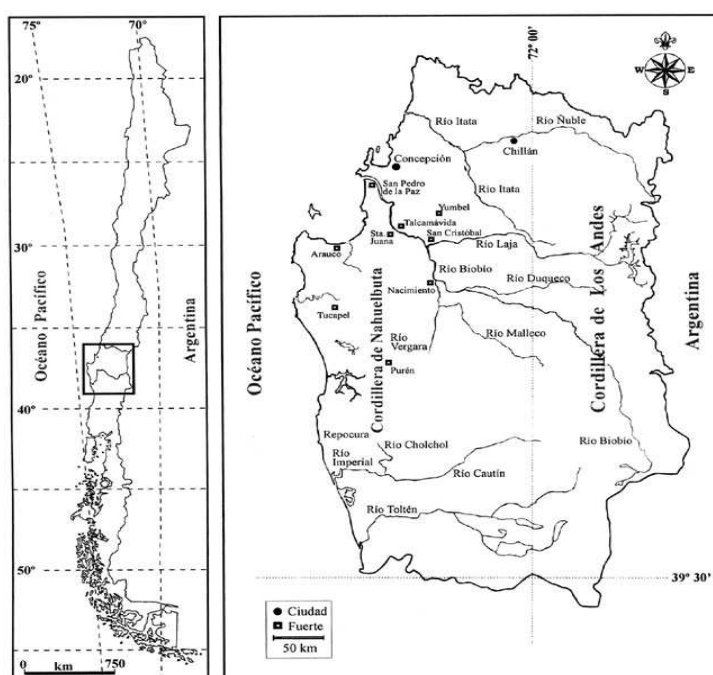 75°
70°
20°
30°
40°
50°
Océano Pacífico
Argentina
0
km
750
72° 00'
W
E
S
Río Itata
Río Ñuble
Concepción
Chillán
San Pedro
de la Paz
Río Itata
Yumbel
Talcamávida
Sta.
Juana
San Cristóbal
Arauco
Río Laja
Río Biobío
Río Duqueco
Nacimiento
Tucapel
Río Malleco
Río
Vergara
Purén
Océano Pacífico
Cordillera de Nahuelbuta
Cordillera de Los Andes
Argentina
Repocura
Río Cholchol
Río
Imperial
Río Biobío
Río Cautín
Río Toltén
39° 30'
Ciudad
Fuerte
50 km